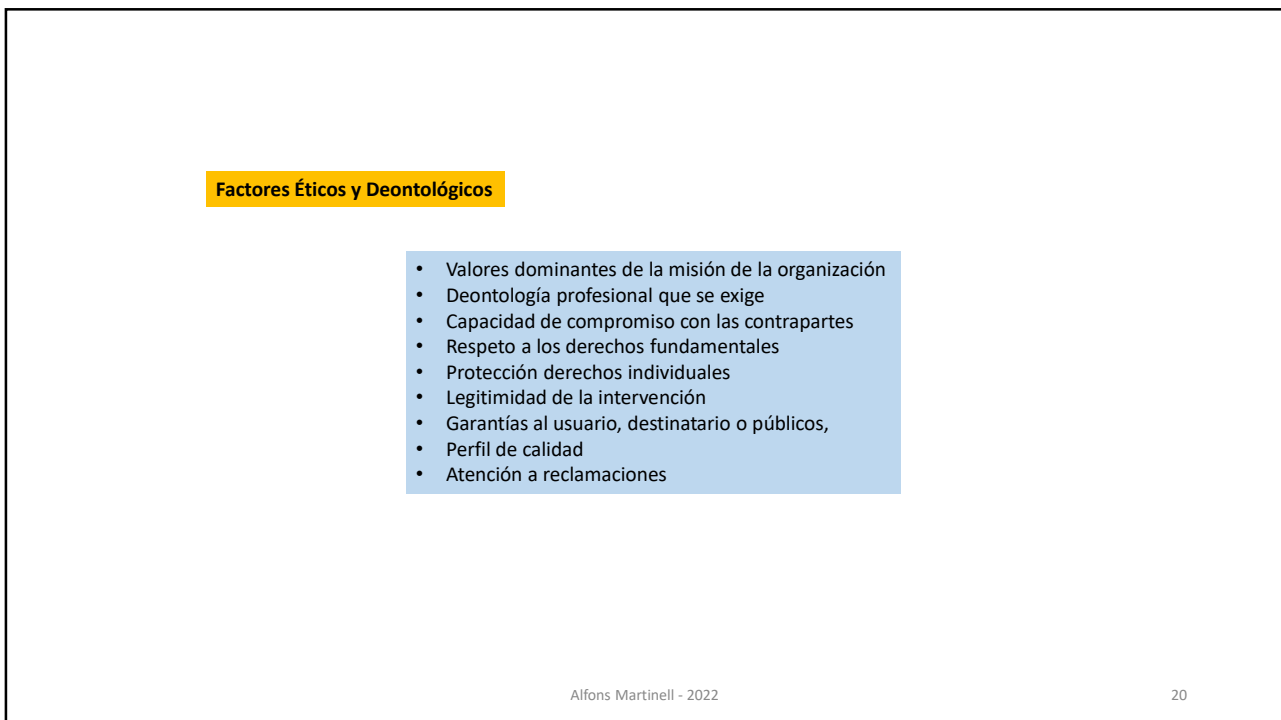 Factores Éticos y Deontológicos
• Valores dominantes de la misión de la organización
• Deontología profesional que se exige
• Capacidad de compromiso con las contrapartes
• Respeto a los derechos fundamentales
• Protección derechos individuales
• Legitimidad de la intervención
• Garantías al usuario, destinatario o públicos,
• Perfil de calidad
• Atención a reclamaciones
Alfons Martinell - 2022
20